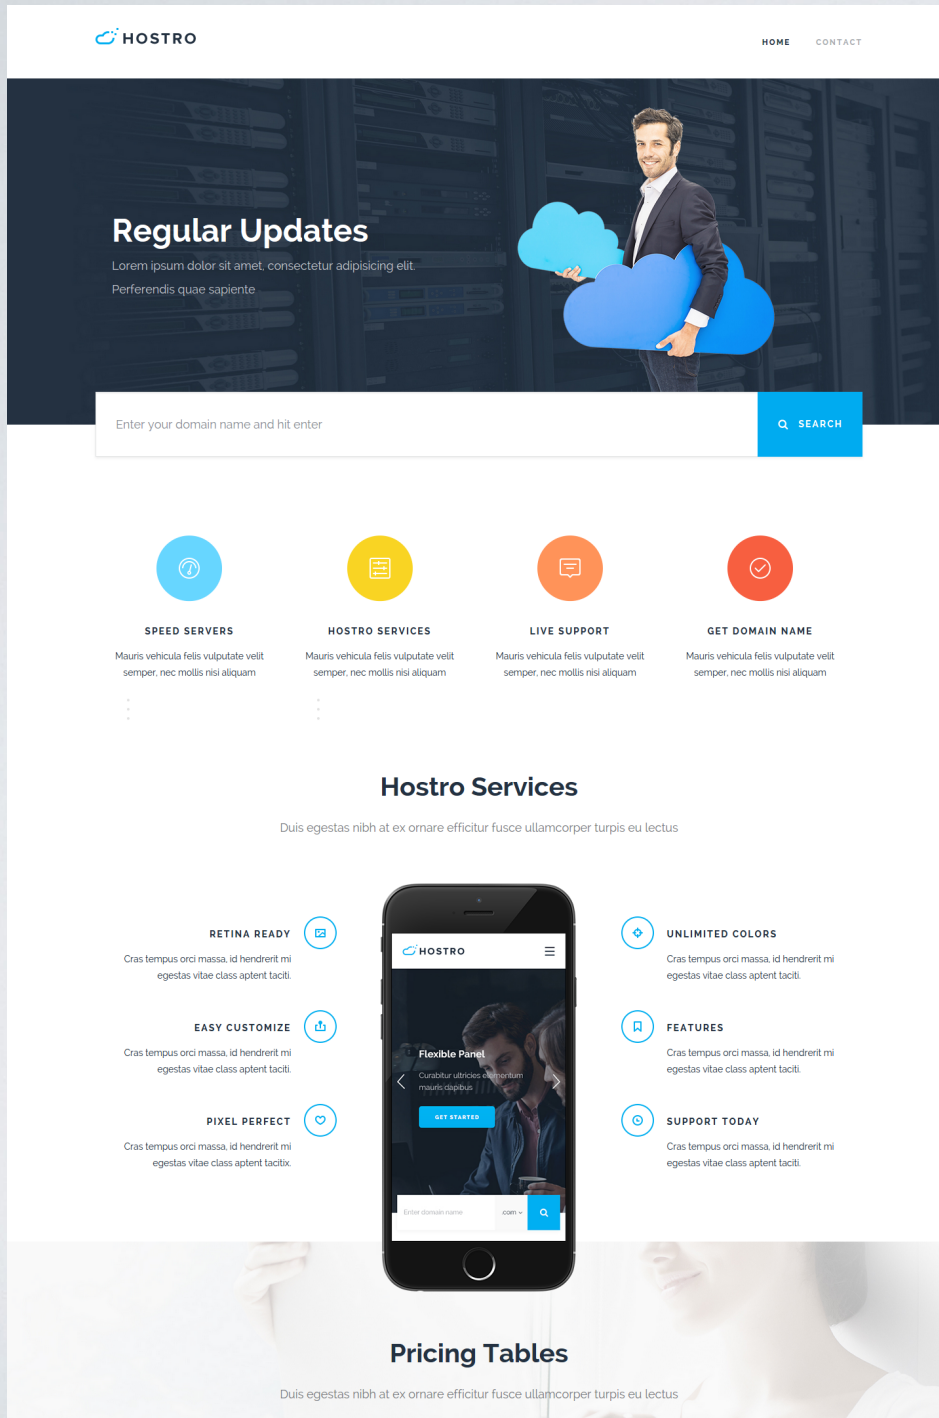 HOSTRO
HOME
CONTACT
Regular Updates
Lorem ipsum dolor sit amet, consectetur adipisicing elit.
Perferendis quae sapiente
Enter your domain name and hit enter
SEARCH
SPEED SERVERS
Mauris vehicula felis vulputate velit
semper, nec mollis nisi aliquam
HOSTRO SERVICES
Mauris vehicula felis vulputate velit
semper, nec mollis nisi aliquam
LIVE SUPPORT
Mauris vehicula felis vulputate velit
semper, nec mollis nisi aliquam
GET DOMAIN NAME
Mauris vehicula felis vulputate velit
semper, nec mollis nisi aliquam
Hostro Services
Duis egestas nibh at ex ornare efficitur fusce ullamcorper turpis eu lectus
RETINA READY
Cras tempus orci massa, id hendrerit mi
egestas vitae class aptent taciti.
EASY CUSTOMIZE
Cras tempus orci massa, id hendrerit mi
egestas vitae class aptent taciti.
PIXEL PERFECT
Cras tempus orci massa, id hendrerit mi
egestas vitae class aptent tacitix.
HOSTRO
Flexible Panel
Curabitur ultricies elementum
mauris dapibus
GET STARTED
Enter domain name
.com
UNLIMITED COLORS
Cras tempus orci massa, id hendrerit mi
egestas vitae class aptent taciti.
FEATURES
Cras tempus orci massa, id hendrerit mi
egestas vitae class aptent taciti.
SUPPORT TODAY
Cras tempus orci massa, id hendrerit mi
egestas vitae class aptent taciti.
Pricing Tables
Duis egestas nibh at ex ornare efficitur fusce ullamcorper turpis eu lectus